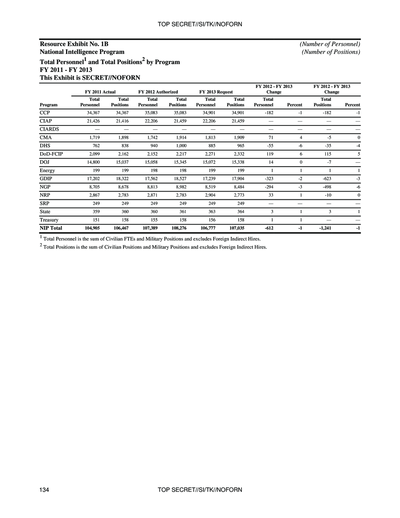 TOP SECRET//SI/TK//NOFORN
Resource Exhibit No. 1B (Number of Personnel)
National Intelligence Program (Number of Positions)
Total Personnel1 and Total Positions2 by Program
FY 2011 - FY 2013
This Exhibit is SECRET//NOFORN
FY 2012 - FY 2013 FY 2012 - FY 2013
FY 2011 Actual FY 2012 Authorized FY 2013 Request Change Change
Total Total Total Total Total Total Total Total
Program Personnel Positions Personnel Positions Personnel Positions Personnel Percent Positions Percent
CCP 34,367 34,367 35,083 35,083 34,901 34,901 -182 -1 -182 -1
CIAP 21,426 21,416 22,206 21,459 22,206 21,459 — — — —
CIARDS — — — — — — — — — —
CMA 1,719 1,898 1,742 1,914 1,813 1,909 71 4 -5 0
DHS 762 838 940 1,000 885 965 -55 -6 -35 -4
DoD-FCIP 2,099 2,162 2,152 2,217 2,271 2,332 119 6 115 5
DOJ 14,800 15,037 15,058 15,345 15,072 15,338 14 0 -7 —
Energy 199 199 198 198 199 199 1 1 1 1
GDIP 17,202 18,322 17,562 18,527 17,239 17,904 -323 -2 -623 -3
NGP 8,705 8,678 8,813 8,982 8,519 8,484 -294 -3 -498 -6
NRP 2,867 2,783 2,871 2,783 2,904 2,773 33 1 -10 0
SRP 249 249 249 249 249 249 — — — —
State 359 360 360 361 363 364 3 1 3 1
Treasury 151 158 155 158 156 158 1 1 — —
NIP Total 104,905 106,467 107,389 108,276 106,777 107,035 -612 -1 -1,241 -1
1 Total Personnel is the sum of Civilian FTEs and Military Positions and excludes Foreign Indirect Hires.
2 Total Positions is the sum of Civilian Positions and Military Positions and excludes Foreign Indirect Hires.
134 TOP SECRET//SI/TK//NOFORN